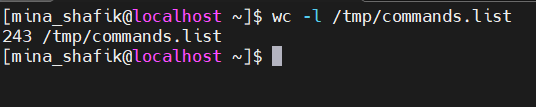 [mina_shafik@localhost ~]$ wc -l /tmp/commands.list
243 /tmp/commands.list
[mina_shafik@localhost ~]$